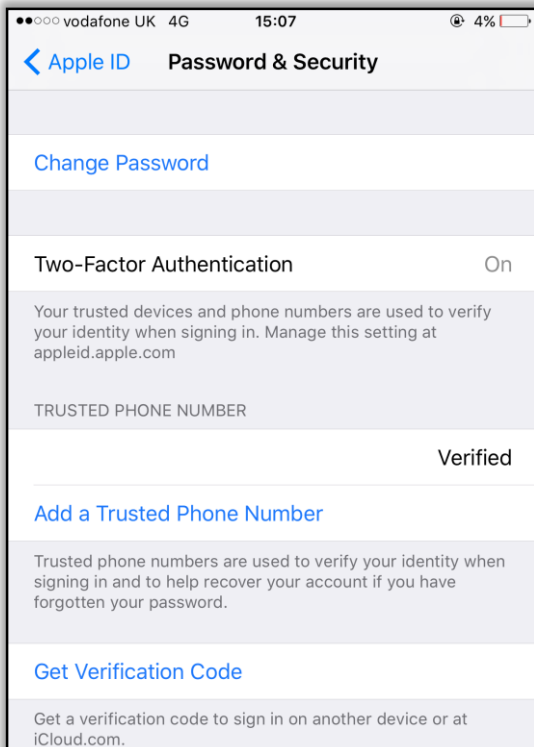 vodafone UK 4G 15:07 4%
Apple ID Password & Security
Change Password
Two-Factor Authentication On
Your trusted devices and phone numbers are used to verify
your identity when signing in. Manage this setting at
appleid.apple.com
TRUSTED PHONE NUMBER
Verified
Add a Trusted Phone Number
Trusted phone numbers are used to verify your identity when
signing in and to help recover your account if you have
forgotten your password.
Get Verification Code
Get a verification code to sign in on another device or at
iCloud.com.